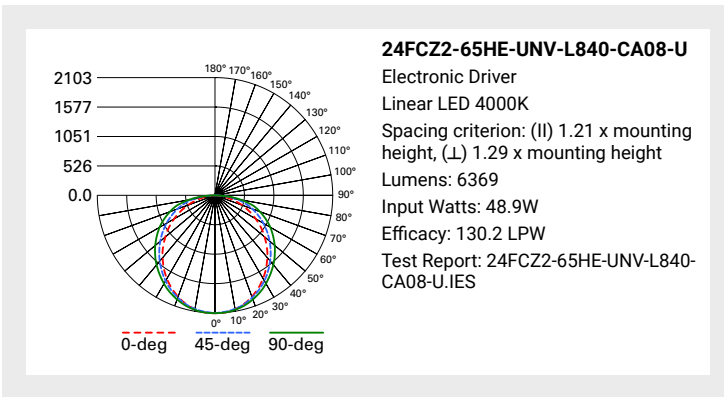 2103
1577
1051
526
0.0
180° 170° 160° 150° 140° 130° 120° 110° 100° 90° 80° 70° 60° 50° 40° 30° 20° 10° 0°
0-deg 45-deg 90-deg
24FCZ2-65HE-UNV-L840-CA08-U
Electronic Driver
Linear LED 4000K
Spacing criterion: (II) 1.21 x mounting
height, (⊥) 1.29 x mounting height
Lumens: 6369
Input Watts: 48.9W
Efficacy: 130.2 LPW
Test Report: 24FCZ2-65HE-UNV-L840-
CA08-U.IES